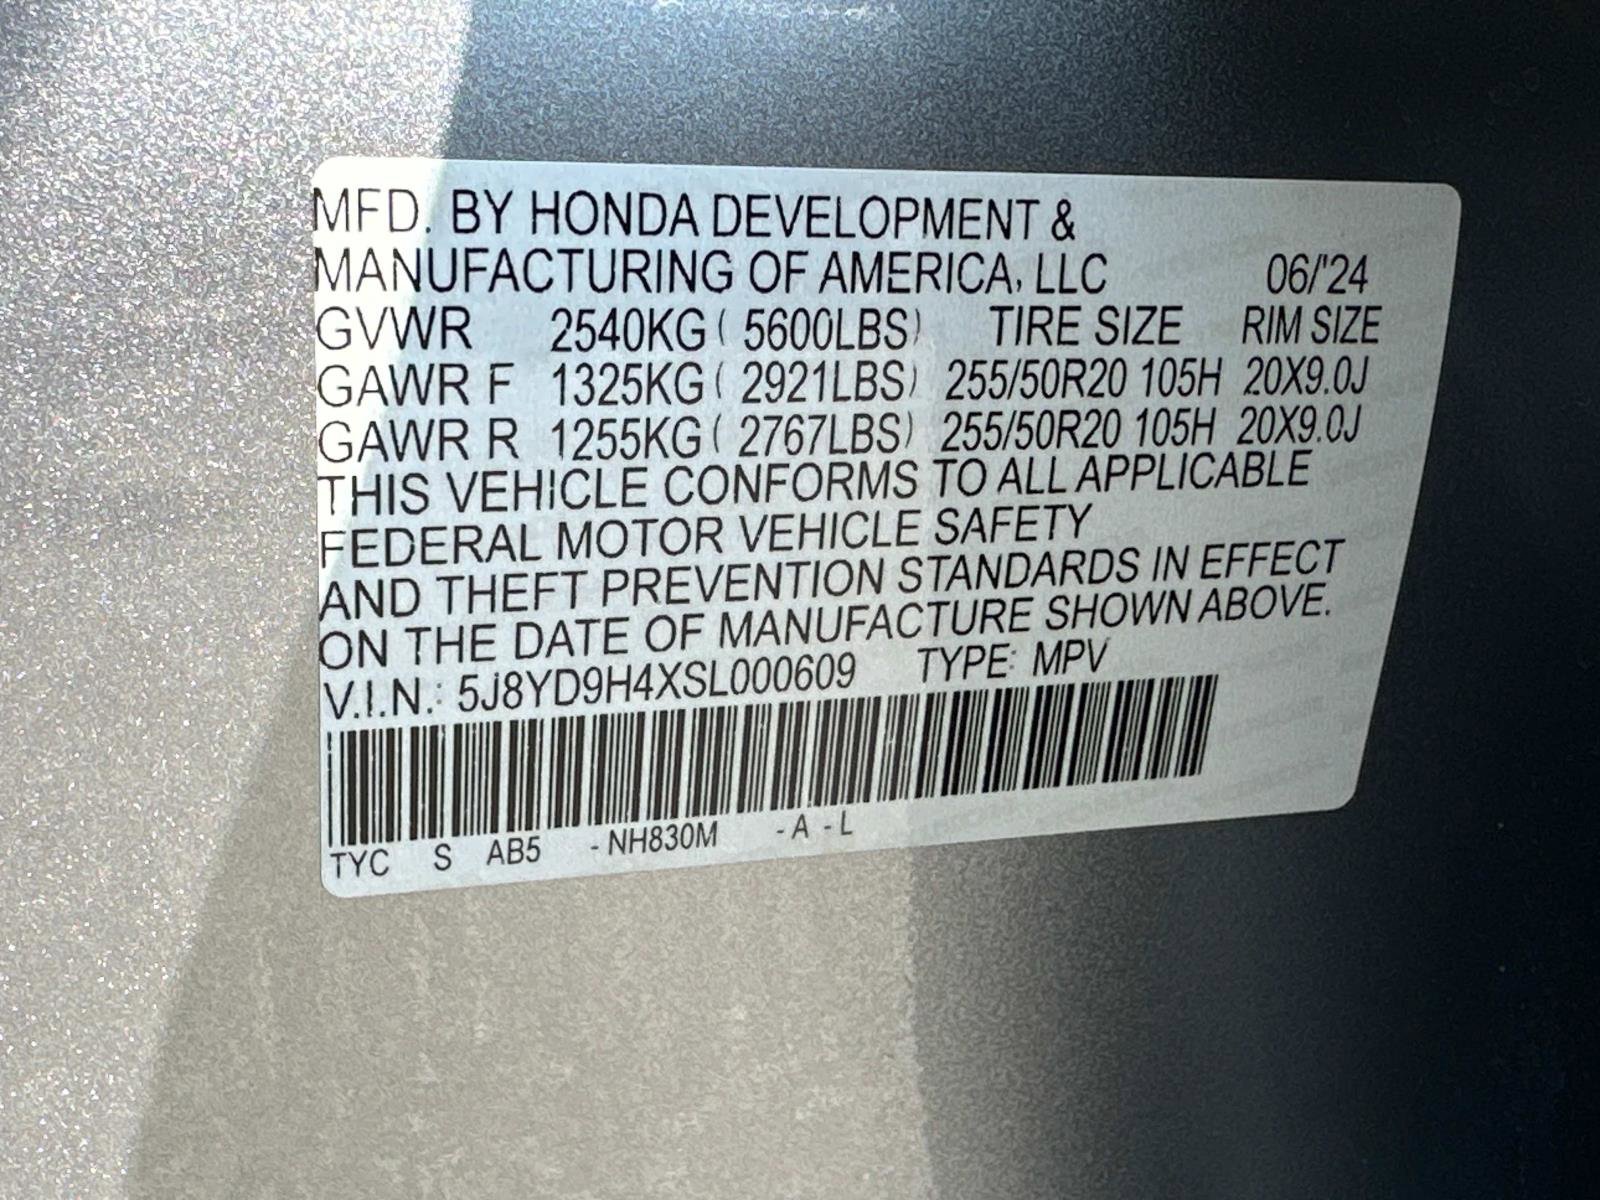 MFD. BY HONDA DEVELOPMENT &
MANUFACTURING OF AMERICA, LLC 06/'24
GVWR 2540KG ( 5600LBS) TIRE SIZE RIM SIZE
GAWR F 1325KG ( 2921LBS) 255/50R20 105H 20X9.0J
GAWR R 1255KG ( 2767LBS) 255/50R20 105H 20X9.0J
THIS VEHICLE CONFORMS TO ALL APPLICABLE
FEDERAL MOTOR VEHICLE SAFETY
AND THEFT PREVENTION STANDARDS IN EFFECT
ON THE DATE OF MANUFACTURE SHOWN ABOVE.
V.I.N.: 5J8YD9H4XSL000609 TYPE: MPV
TYC S AB5 -NH830M -A -L